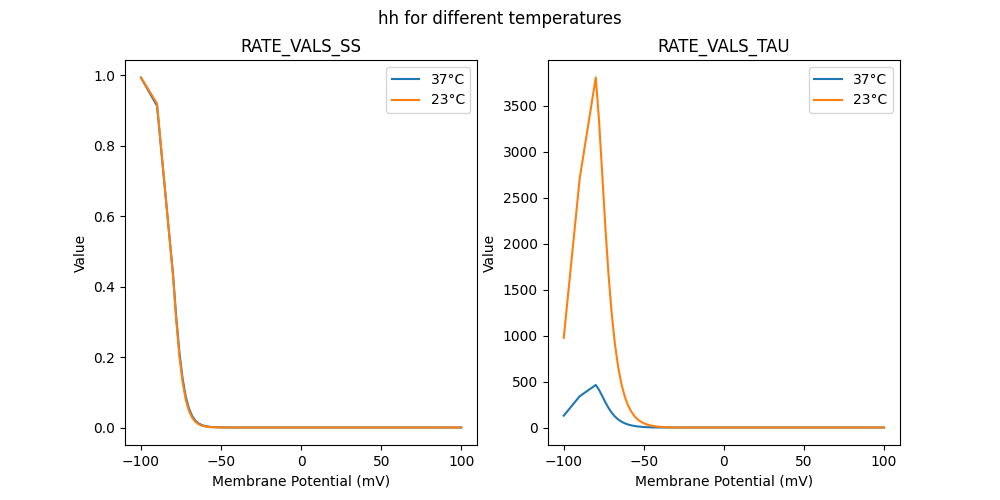 hh for different temperatures
RATE_VALS_SS
37°C
23°C
1.0
0.8
0.6
0.4
0.2
0.0
Value
−100
−50
0
50
100
Membrane Potential (mV)
RATE_VALS_TAU
37°C
23°C
3500
3000
2500
2000
1500
1000
500
0
Value
−100
−50
0
50
100
Membrane Potential (mV)